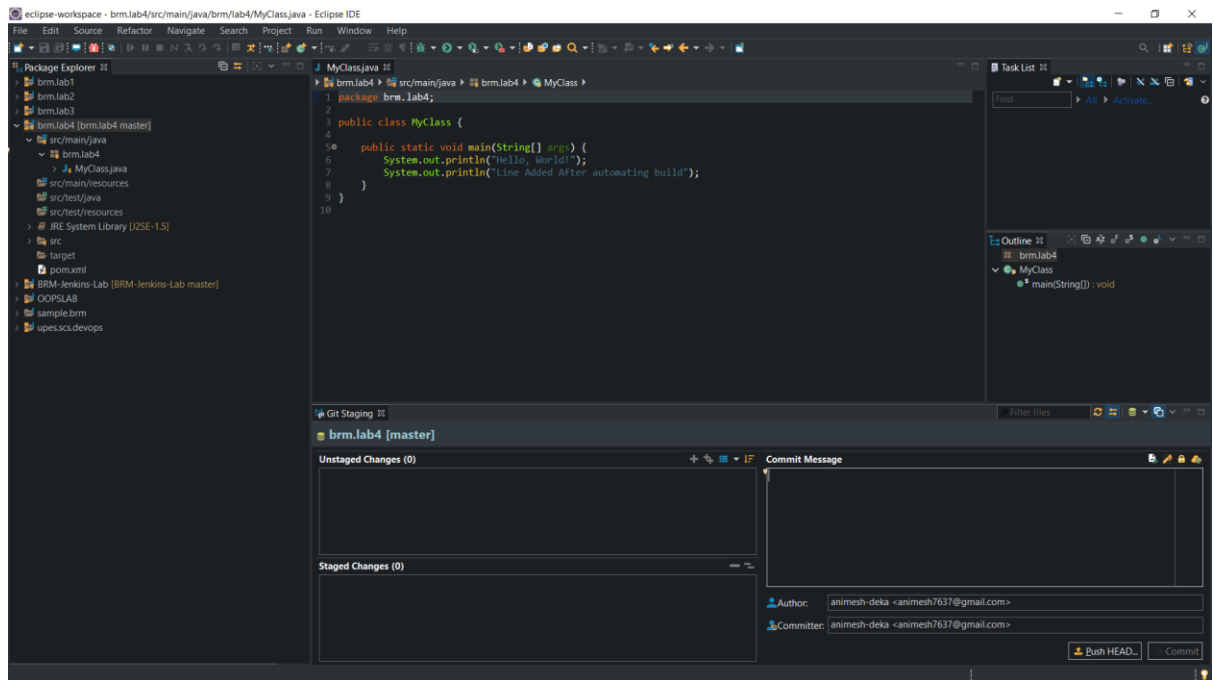 eclipse-workspace - brm.lab4/src/main/java/brm/lab4/MyClass.java - Eclipse IDE
File Edit Source Refactor Navigate Search Project Run Window Help
Package Explorer
brm.lab1
brm.lab2
brm.lab3
brm.lab4 [brm.lab4 master]
src/main/java
brm.lab4
MyClass.java
src/main/resources
src/test/java
src/test/resources
JRE System Library [J2SE-1.5]
src
target
pom.xml
BRM-Jenkins-Lab [BRM-Jenkins-Lab master]
OOPSLAB
sample.brm
upes.scs.devops
MyClass.java
brm.lab4 src/main/java brm.lab4 MyClass
1 package brm.lab4;
2
3 public class MyClass {
4
5 public static void main(String[] args) {
6 System.out.println("Hello, World!");
7 System.out.println("Line Added After automating build");
8 }
9 }
10
Task List
Find All Activate...
Outline
brm.lab4
MyClass
main(String[]) : void
Git Staging
Filter files
brm.lab4 [master]
Unstaged Changes (0)
Staged Changes (0)
Commit Message
Author: animesh-deka <animesh7637@gmail.com>
Committer: animesh-deka <animesh7637@gmail.com>
Push HEAD... Commit